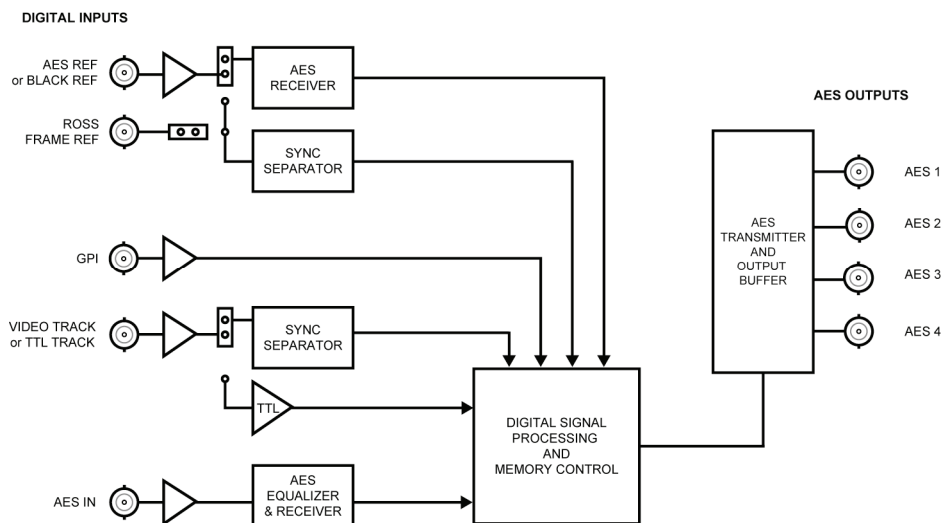 DIGITAL INPUTS
AES REF
or BLACK REF
AES
RECEIVER
ROSS
FRAME REF
SYNC
SEPARATOR
GPI
VIDEO TRACK
or TTL TRACK
SYNC
SEPARATOR
TTL
AES IN
AES
EQUALIZER
& RECEIVER
DIGITAL SIGNAL
PROCESSING
AND
MEMORY CONTROL
AES
TRANSMITTER
AND
OUTPUT
BUFFER
AES OUTPUTS
AES 1
AES 2
AES 3
AES 4